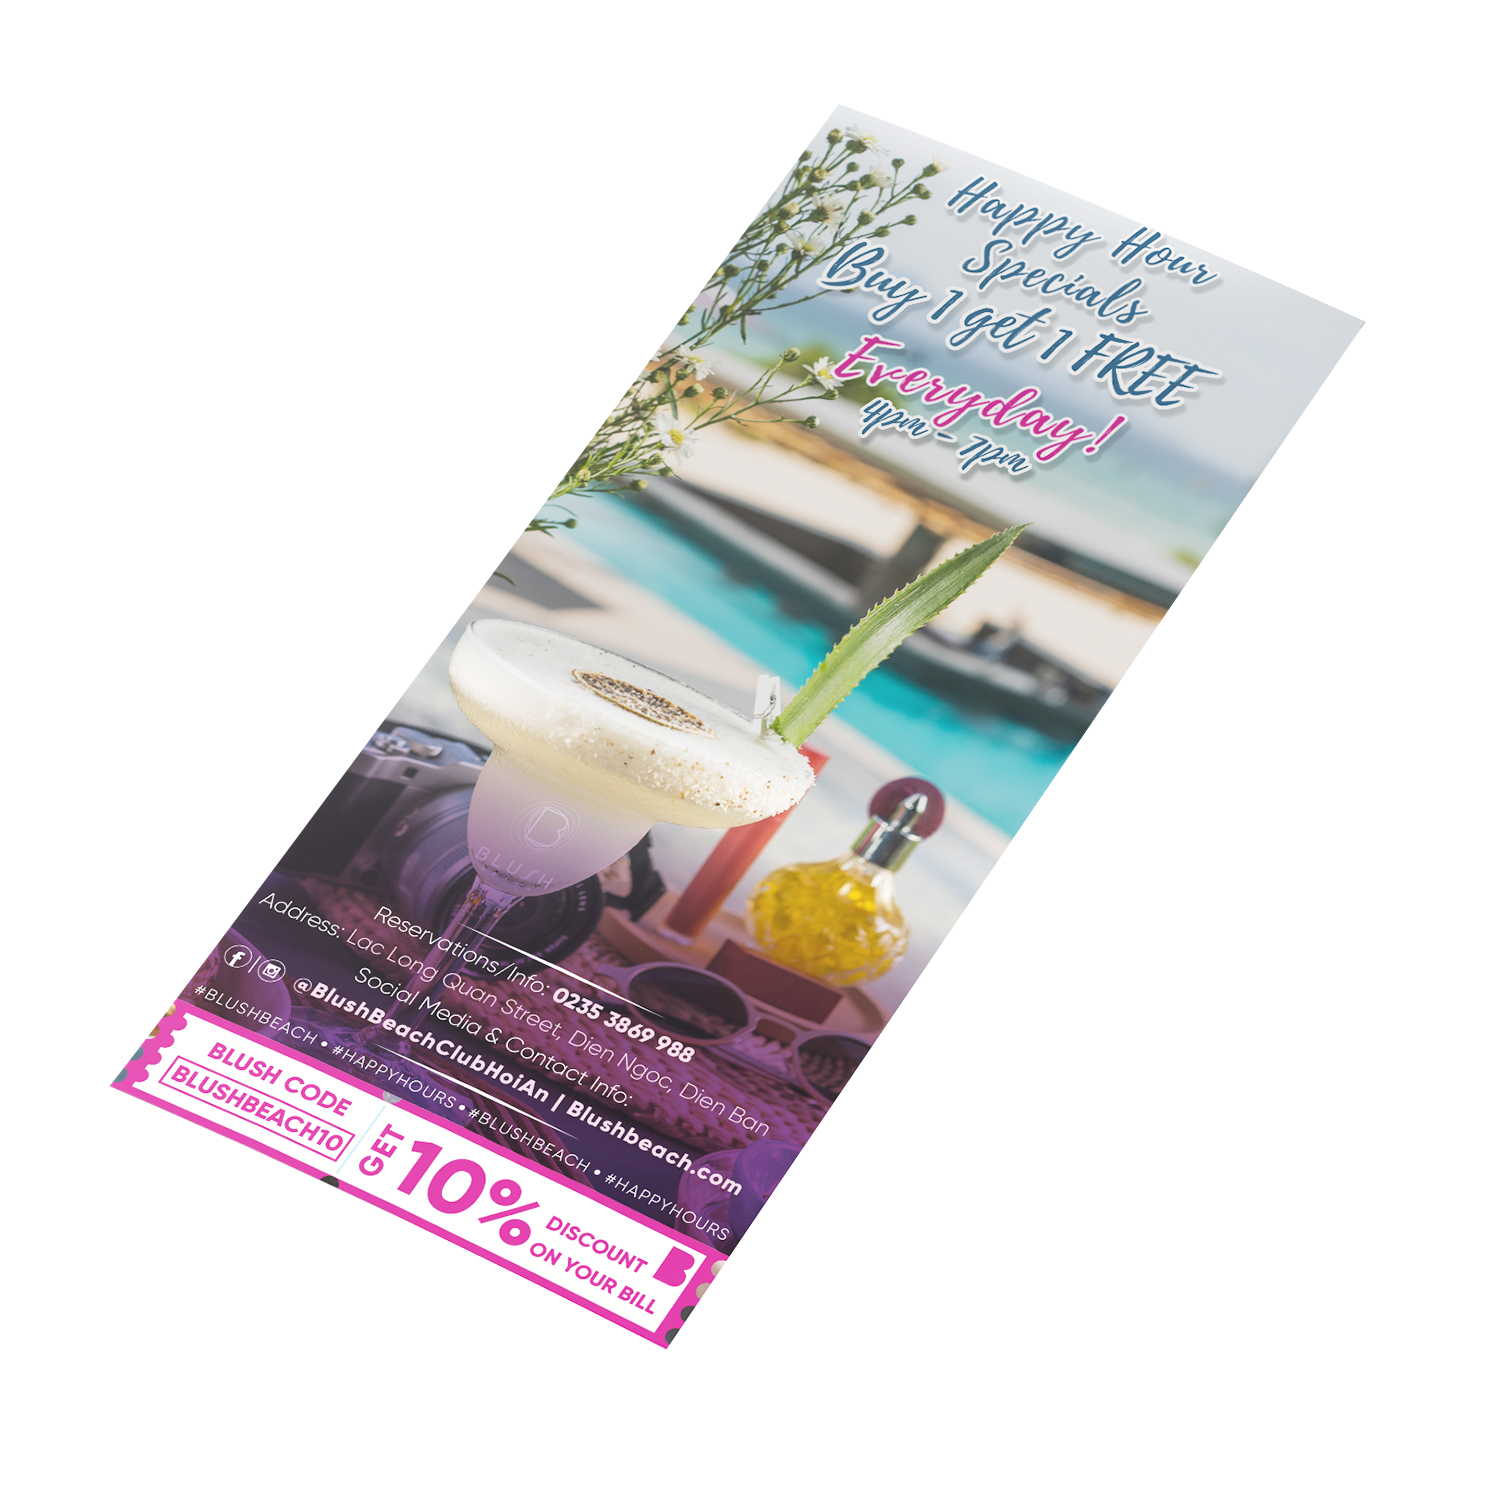 Happy Hour
Specials
Buy 1 get 1 FREE
Everyday!
4pm - 7pm
B
BLUSH
Reservations/Info: 0235 3869 988
Address: Lac Long Quan Street, Dien Ngoc, Dien Ban
Social Media & Contact Info:
f | @BlushBeachClubHoiAn | Blushbeach.com
#BLUSHBEACH • #HAPPYHOURS • #BLUSHBEACH • #HAPPYHOURS
BLUSH CODE
BLUSHBEACH10
GET 10% DISCOUNT
ON YOUR BILL
B